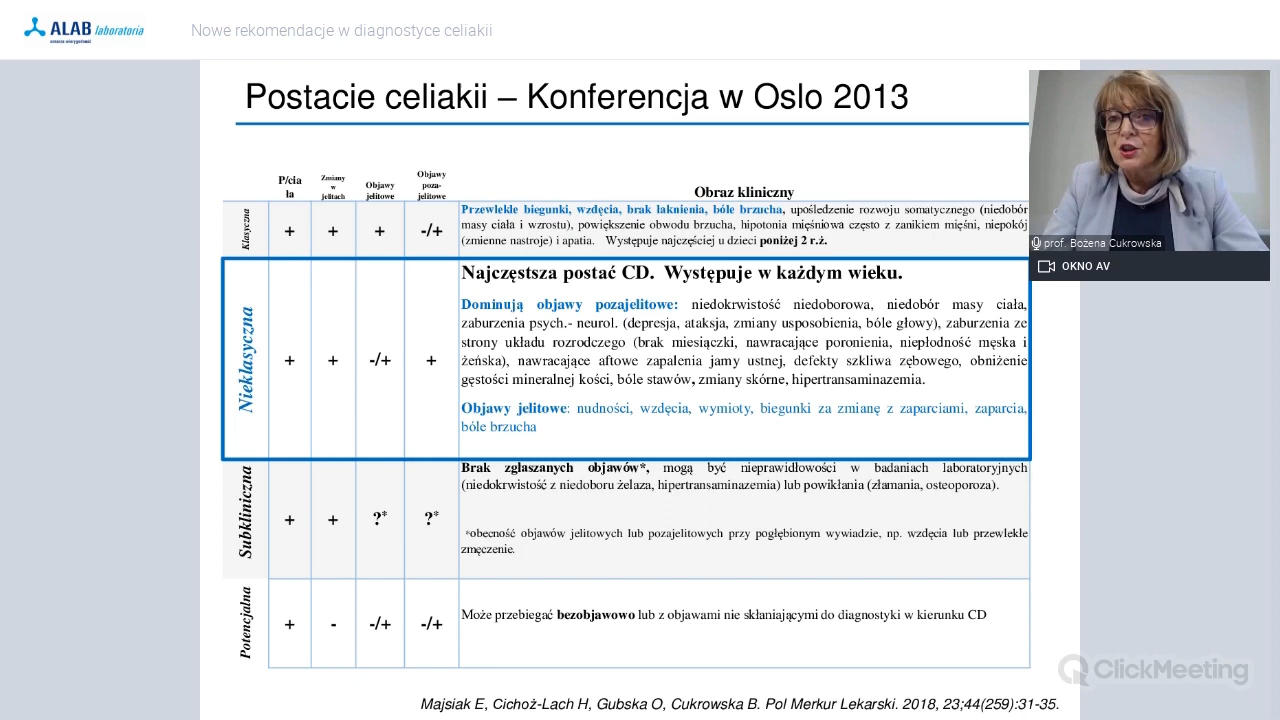 ALAB laboratoria
Nowe rekomendacje w diagnostyce celiakii
Postacie celiakii – Konferencja w Oslo 2013
P/cia
ła
Zmiany
w
jelitach
Objawy
jelitowe
Objawy
poza-
jelitowe
Obraz kliniczny
Klasyczna
+
+
+
-/+
Przewlekłe biegunki, wzdęcia, brak łaknienia, bóle brzucha, upośledzenie rozwoju somatycznego (niedobór
masy ciała i wzrostu), powiększenie obwodu brzucha, hipotonia mięśniowa często z zanikiem mięśni, niepokój
(zmienne nastroje) i apatia. Występuje najczęściej u dzieci poniżej 2 r.ż.
Nieklasyczna
+
+
-/+
+
Najczęstsza postać CD. Występuje w każdym wieku.
Dominują objawy pozajelitowe: niedokrwistość niedoborowa, niedobór masy ciała,
zaburzenia psych.- neurol. (depresja, ataksja, zmiany usposobienia, bóle głowy), zaburzenia ze
strony układu rozrodczego (brak miesiączki, nawracające poronienia, niepłodność męska i
żeńska), nawracające aftowe zapalenia jamy ustnej, defekty szkliwa zębowego, obniżenie
gęstości mineralnej kości, bóle stawów, zmiany skórne, hipertransaminazemia.
Objawy jelitowe: nudności, wzdęcia, wymioty, biegunki za zmianę z zaparciami, zaparcia,
bóle brzucha
Subkliniczna
+
+
?*
?*
Brak zgłaszanych objawów*, mogą być nieprawidłowości w badaniach laboratoryjnych
(niedokrwistość z niedoboru żelaza, hipertransaminazemia) lub powikłania (złamania, osteoporoza).
*obecność objawów jelitowych lub pozajelitowych przy pogłębionym wywiadzie, np. wzdęcia lub przewlekłe
zmęczenie.
Potencjalna
+
-
-/+
-/+
Może przebiegać bezobjawowo lub z objawami nie skłaniającymi do diagnostyki w kierunku CD
Majsiak E, Cichoż-Lach H, Gubska O, Cukrowska B. Pol Merkur Lekarski. 2018, 23;44(259):31-35.
prof. Bożena Cukrowska
OKNO AV
ClickMeeting